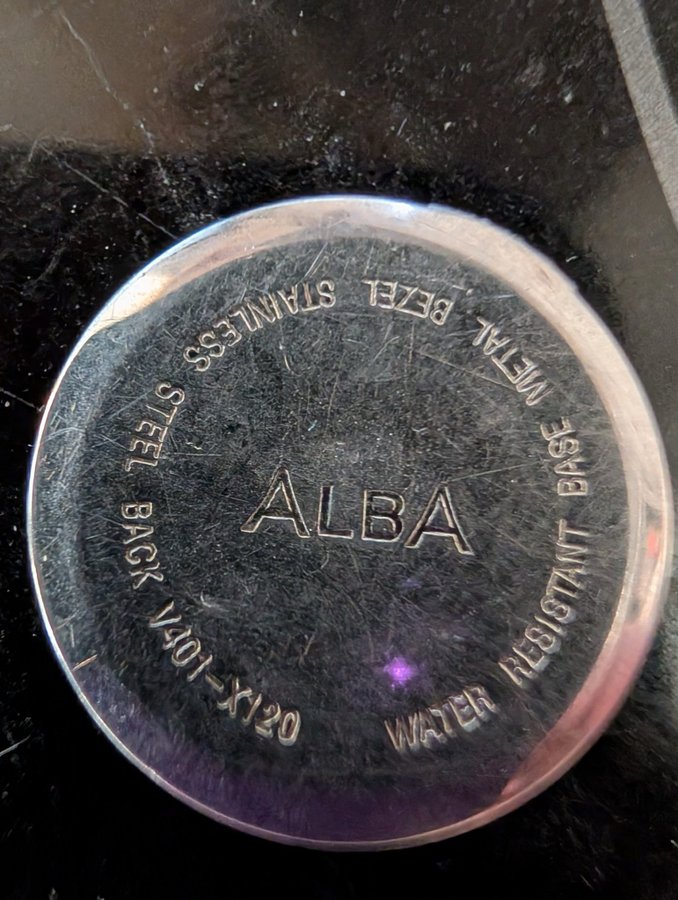 ALBA
WATER RESISTANT BASE METAL BEZEL STAINLESS STEEL BACK V401-X120